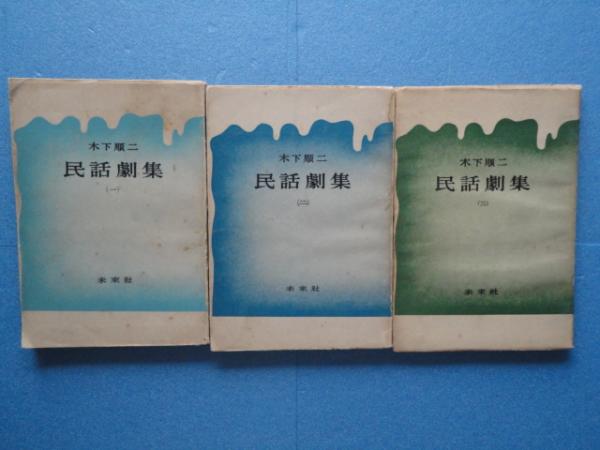 木下順二
民話劇集
(一)
未來社
木下順二
民話劇集
(二)
未來社
木下順二
民話劇集
(三)
未來社